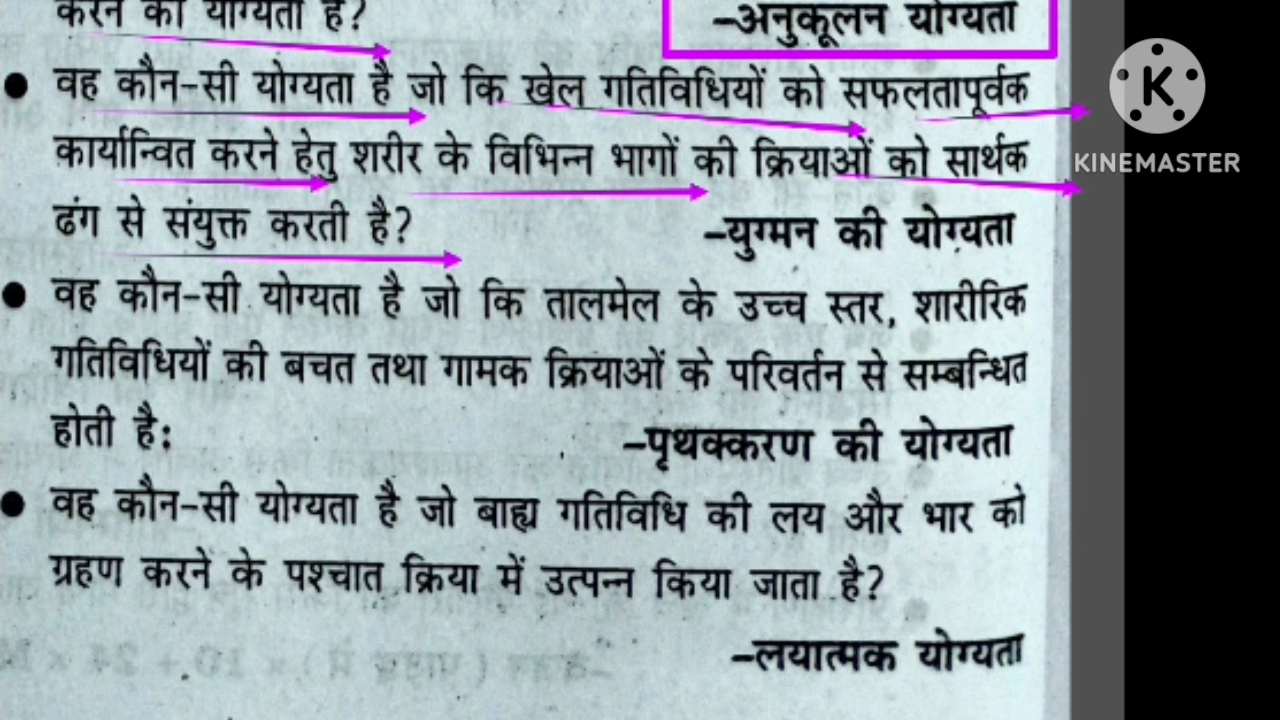 करने की योग्यता है? –अनुकूलन योग्यता
● वह कौन-सी योग्यता है जो कि खेल गतिविधियों को सफलतापूर्वक
कार्यान्वित करने हेतु शरीर के विभिन्न भागों की क्रियाओं को सार्थक
ढंग से संयुक्त करती है? –युग्मन की योग्यता
● वह कौन-सी योग्यता है जो कि तालमेल के उच्च स्तर, शारीरिक
गतिविधियों की बचत तथा गामक क्रियाओं के परिवर्तन से सम्बन्धित
होती है: –पृथक्करण की योग्यता
● वह कौन-सी योग्यता है जो बाह्य गतिविधि की लय और भार को
ग्रहण करने के पश्चात क्रिया में उत्पन्न किया जाता है?
–लयात्मक योग्यता
K
KINEMASTER